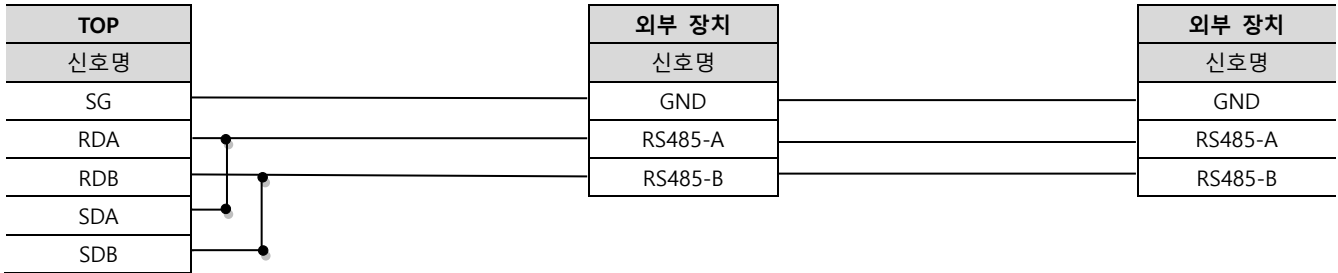 TOP 외부 장치 외부 장치
신호명 신호명 신호명
SG GND GND
RDA RS485-A RS485-A
RDB RS485-B RS485-B
SDA
SDB